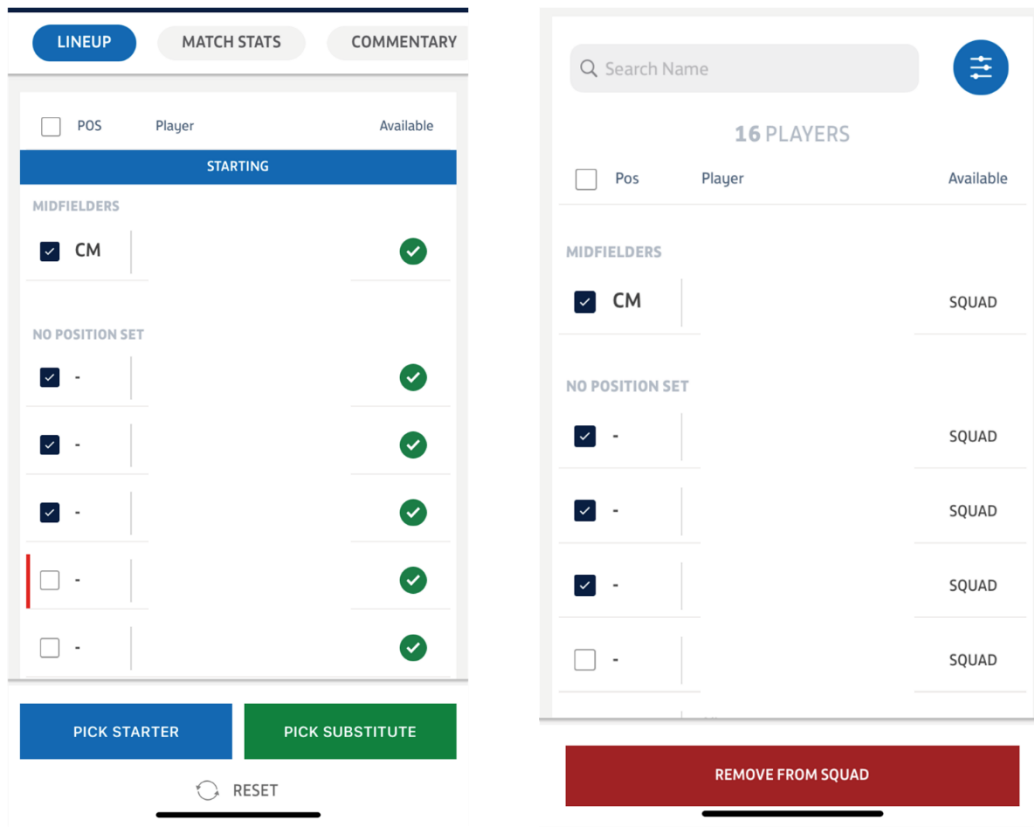 LINEUP MATCH STATS COMMENTARY
POS Player Available
STARTING
MIDFIELDERS
CM
NO POSITION SET
-
-
-
-
-
PICK STARTER PICK SUBSTITUTE
RESET
Search Name
16 PLAYERS
Pos Player Available
MIDFIELDERS
CM SQUAD
NO POSITION SET
- SQUAD
- SQUAD
- SQUAD
- SQUAD
REMOVE FROM SQUAD